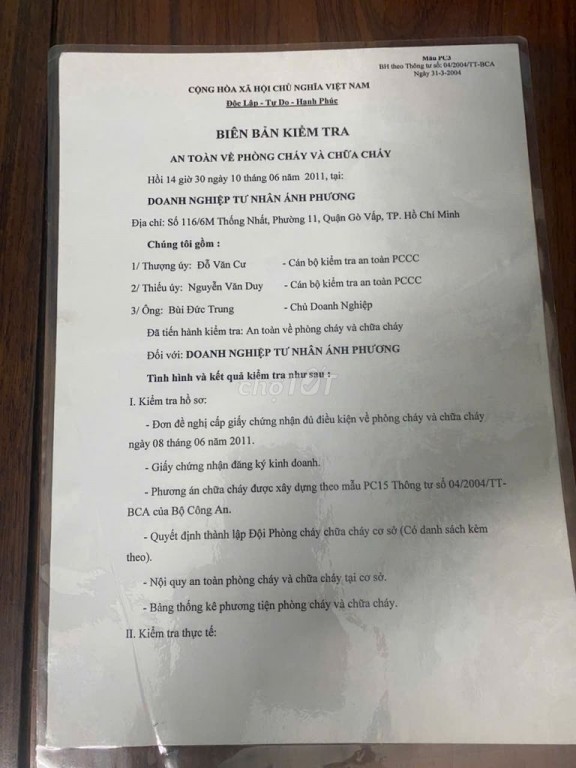 Mẫu PC3
BH theo Thông tư số: 04/2004/TT-BCA
Ngày 31-3-2004
CỘNG HÒA XÃ HỘI CHỦ NGHĨA VIỆT NAM
Độc Lập - Tự Do - Hạnh Phúc
BIÊN BẢN KIỂM TRA
AN TOÀN VỀ PHÒNG CHÁY VÀ CHỮA CHÁY
Hồi 14 giờ 30 ngày 10 tháng 06 năm 2011, tại:
DOANH NGHIỆP TƯ NHÂN ÁNH PHƯƠNG
Địa chỉ: Số 116/6M Thống Nhất, Phường 11, Quận Gò Vấp, TP. Hồ Chí Minh
Chúng tôi gồm :
1/ Thượng úy: Đỗ Văn Cư - Cán bộ kiểm tra an toàn PCCC
2/ Thiếu úy: Nguyễn Văn Duy - Cán bộ kiểm tra an toàn PCCC
3/ Ông: Bùi Đức Trung - Chủ Doanh Nghiệp
Đã tiến hành kiểm tra: An toàn về phòng cháy và chữa cháy
Đối với: DOANH NGHIỆP TƯ NHÂN ÁNH PHƯƠNG
Tình hình và kết quả kiểm tra như sau :
chợTỐT
I. Kiểm tra hồ sơ:
- Đơn đề nghị cấp giấy chứng nhận đủ điều kiện về phòng cháy và chữa cháy
ngày 08 tháng 06 năm 2011.
- Giấy chứng nhận đăng ký kinh doanh.
- Phương án chữa cháy được xây dựng theo mẫu PC15 Thông tư số 04/2004/TT-
BCA của Bộ Công An.
- Quyết định thành lập Đội Phòng cháy chữa cháy cơ sở (Có danh sách kèm
theo).
- Nội quy an toàn phòng cháy và chữa cháy tại cơ sở.
- Bảng thống kê phương tiện phòng cháy và chữa cháy.
II. Kiểm tra thực tế: